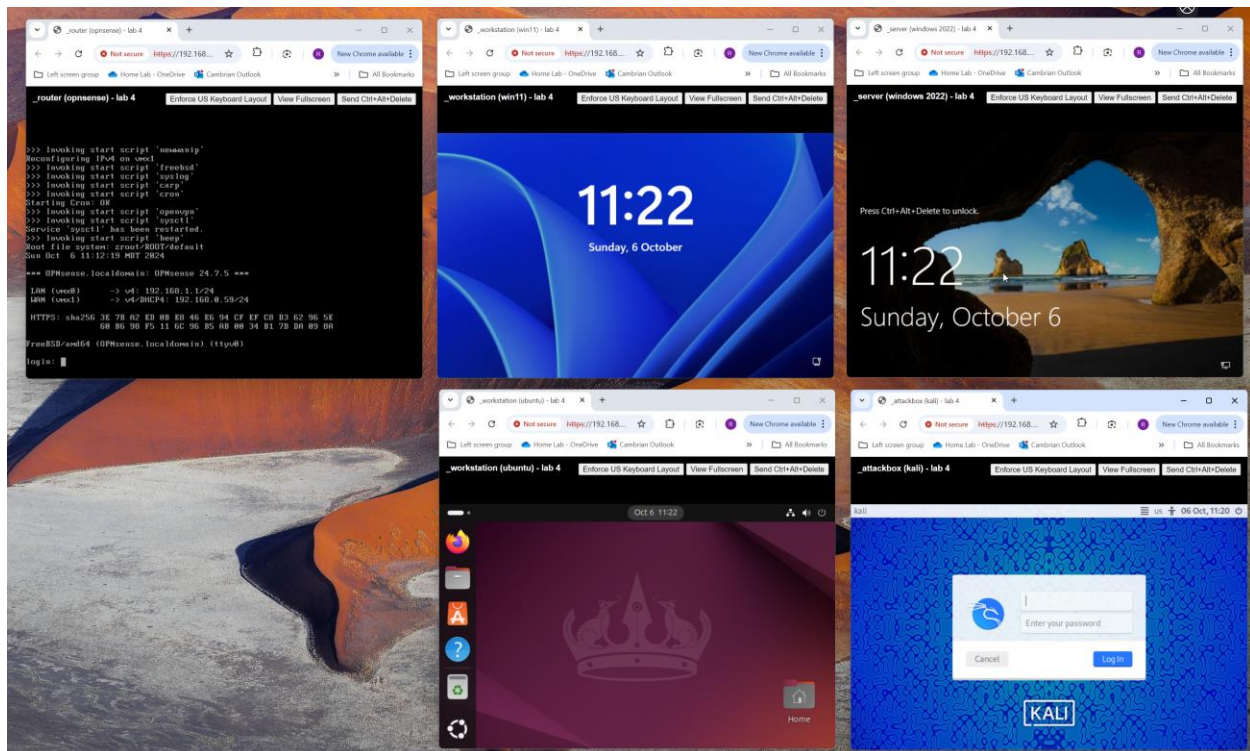 _router (opnsense) - lab 4
Not secure https://192.168.... New Chrome available
Left screen group Home Lab - OneDrive Cambrian Outlook » All Bookmarks
_router (opnsense) - lab 4 Enforce US Keyboard Layout View Fullscreen Send Ctrl+Alt+Delete
>>> Invoking start script 'newwanip'
Reconfiguring IPv4 on vmx1
>>> Invoking start script 'freebsd'
>>> Invoking start script 'syslog'
>>> Invoking start script 'carp'
>>> Invoking start script 'cron'
Starting Cron: OK
>>> Invoking start script 'openvpn'
>>> Invoking start script 'sysctl'
Service 'sysctl' has been restarted.
>>> Invoking start script 'beep'
Root file system: zroot/ROOT/default
Sun Oct  6 11:12:19 MDT 2024
*** OPNsense.localdomain: OPNsense 24.7.5 ***
LAN (vmx0) -> v4: 192.168.1.1/24
WAN (vmx1) -> v4/DHCP4: 192.168.0.59/24
HTTPS: sha256 3E 78 A2 ED 08 E8 46 E6 94 CF EF C8 D3 62 96 5E
60 B6 98 F5 11 6C 96 B5 AB 00 34 B1 7B BA 09 BA
FreeBSD/amd64 (OPNsense.localdomain) (ttyv0)
login:
_workstation (win11) - lab 4
Not secure https://192.168.... New Chrome available
Left screen group Home Lab - OneDrive Cambrian Outlook » All Bookmarks
_workstation (win11) - lab 4 Enforce US Keyboard Layout View Fullscreen Send Ctrl+Alt+Delete
11:22
Sunday, 6 October
_server (windows 2022) - lab 4
Not secure https://192.168.... New Chrome available
Left screen group Home Lab - OneDrive Cambrian Outlook » All Bookmarks
_server (windows 2022) - lab 4 Enforce US Keyboard Layout View Fullscreen Send Ctrl+Alt+Delete
Press Ctrl+Alt+Delete to unlock.
11:22
Sunday, October 6
_workstation (ubuntu) - lab 4
Not secure https://192.168.... New Chrome available
Left screen group Home Lab - OneDrive Cambrian Outlook » All Bookmarks
_workstation (ubuntu) - lab 4 Enforce US Keyboard Layout View Fullscreen Send Ctrl+Alt+Delete
Oct 6 11:22
Home
_attackbox (kali) - lab 4
Not secure https://192.168.... New Chrome available
Left screen group Home Lab - OneDrive Cambrian Outlook » All Bookmarks
_attackbox (kali) - lab 4 Enforce US Keyboard Layout View Fullscreen Send Ctrl+Alt+Delete
kali us 06 Oct, 11:20
Enter your password
Cancel Log In
KALI